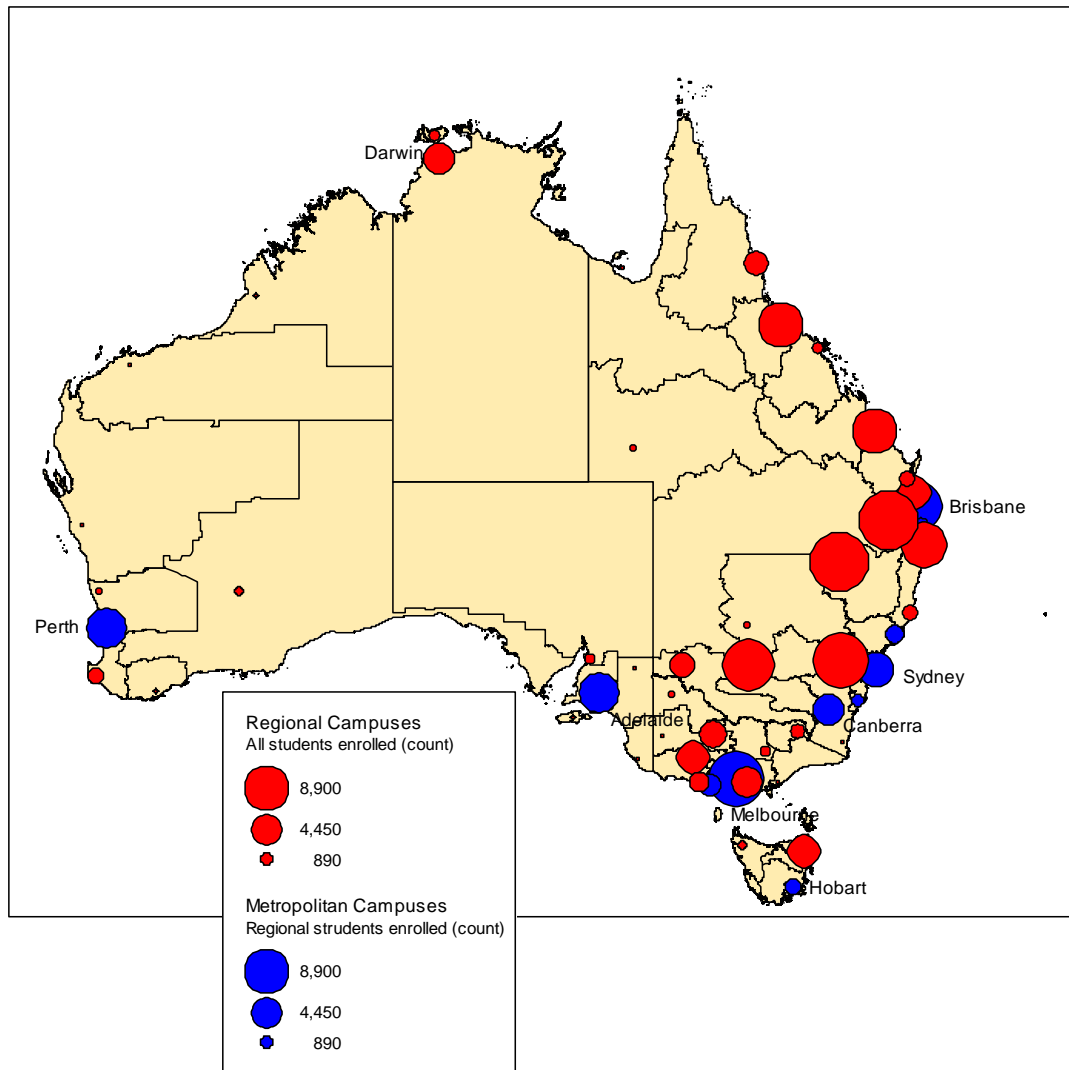 Darwin
Brisbane
Perth
Sydney
Adelaide
Canberra
Melbourne
Hobart
Regional Campuses
All students enrolled (count)
8,900
4,450
890
Metropolitan Campuses
Regional strudents enrolled (count)
8,900
4,450
890